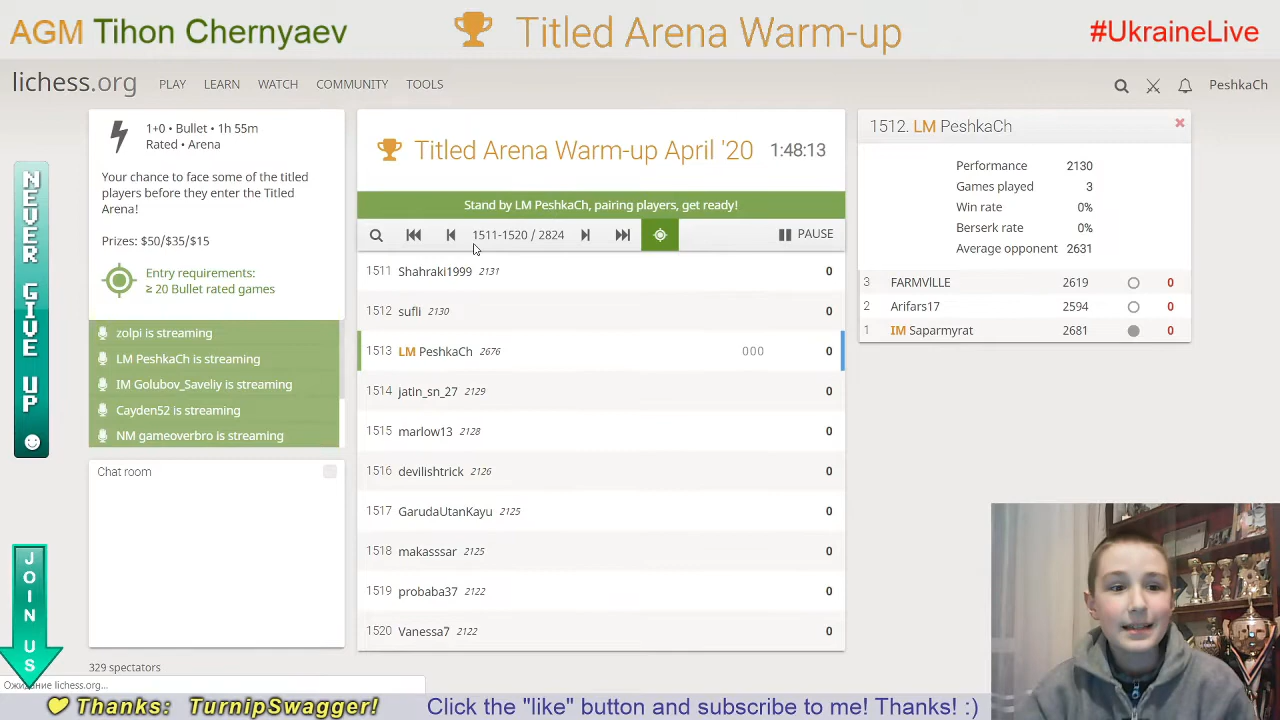 AGM Tihon Chernyaev
Titled Arena Warm-up
#UkraineLive
lichess.org PLAY LEARN WATCH COMMUNITY TOOLS PeshkaCh
1+0 • Bullet • 1h 55m
Rated • Arena
Your chance to face some of the titled
players before they enter the Titled
Arena!
Prizes: $50/$35/$15
Entry requirements:
≥ 20 Bullet rated games
zolpi is streaming
LM PeshkaCh is streaming
IM Golubov_Saveliy is streaming
Cayden52 is streaming
NM gameoverbro is streaming
Chat room
329 spectators
Ожидание lichess.org...
NEVER GIVE UP
JOIN US
Titled Arena Warm-up April '20 1:48:13
Stand by LM PeshkaCh, pairing players, get ready!
1511-1520 / 2824 PAUSE
1511 Shahraki1999 2131 0
1512 sufli 2130 0
1513 LM PeshkaCh 2676 000 0
1514 jatin_sn_27 2129 0
1515 marlow13 2128 0
1516 devilishtrick 2126 0
1517 GarudaUtanKayu 2125 0
1518 makasssar 2125 0
1519 probaba37 2122 0
1520 Vanessa7 2122 0
1512. LM PeshkaCh
Performance 2130
Games played 3
Win rate 0%
Berserk rate 0%
Average opponent 2631
3 FARMVILLE 2619 0
2 Arifars17 2594 0
1 IM Saparmyrat 2681 0
Thanks: TurnipSwagger!
Click the "like" button and subscribe to me! Thanks! :)